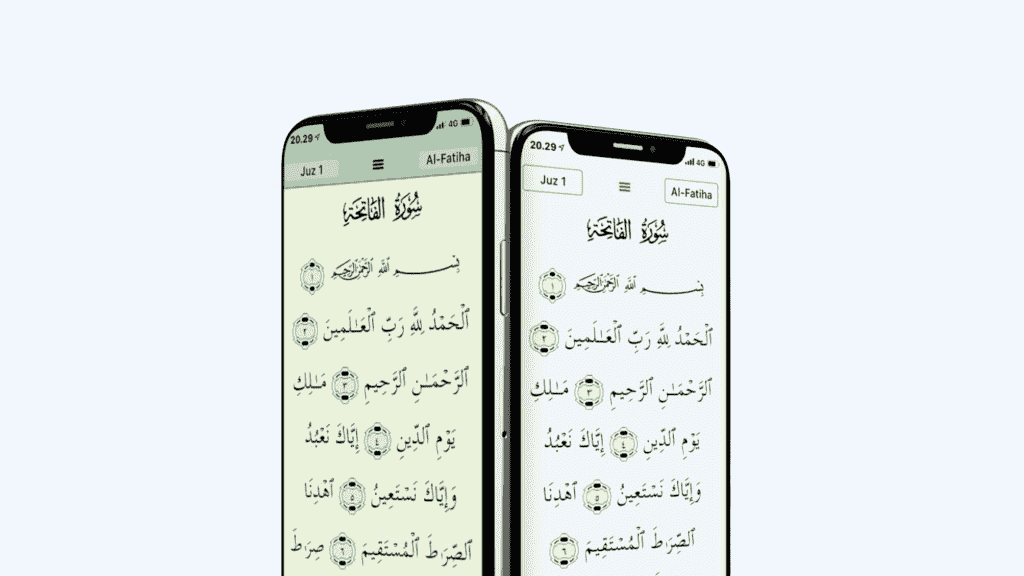 20.29 4G
Juz 1 Al-Fatiha
سُورَةُ الفَاتِحَةِ
بِسۡمِ ٱللَّهِ ٱلرَّحۡمَٰنِ ٱلرَّحِيمِ ١
ٱلۡحَمۡدُ لِلَّهِ رَبِّ ٱلۡعَـٰلَمِينَ ٢
ٱلرَّحۡمَـٰنِ ٱلرَّحِيمِ ٣ مَـٰلِكِ
يَوۡمِ ٱلدِّينِ ٤ إِيَّاكَ نَعۡبُدُ
وَإِيَّاكَ نَسۡتَعِينُ ٥ ٱهۡدِنَا
ٱلصِّرَٰطَ ٱلۡمُسۡتَقِيمَ ٦ صِرَٰطَ
20.29 4G
Juz 1 Al-Fatiha
سُورَةُ الفَاتِحَةِ
بِسۡمِ ٱللَّهِ ٱلرَّحۡمَٰنِ ٱلرَّحِيمِ ١
ٱلۡحَمۡدُ لِلَّهِ رَبِّ ٱلۡعَـٰلَمِينَ ٢
ٱلرَّحۡمَـٰنِ ٱلرَّحِيمِ ٣ مَـٰلِكِ
يَوۡمِ ٱلدِّينِ ٤ إِيَّاكَ نَعۡبُدُ
وَإِيَّاكَ نَسۡتَعِينُ ٥ ٱهۡدِنَا
ٱلصِّرَٰطَ ٱلۡمُسۡتَقِيمَ ٦